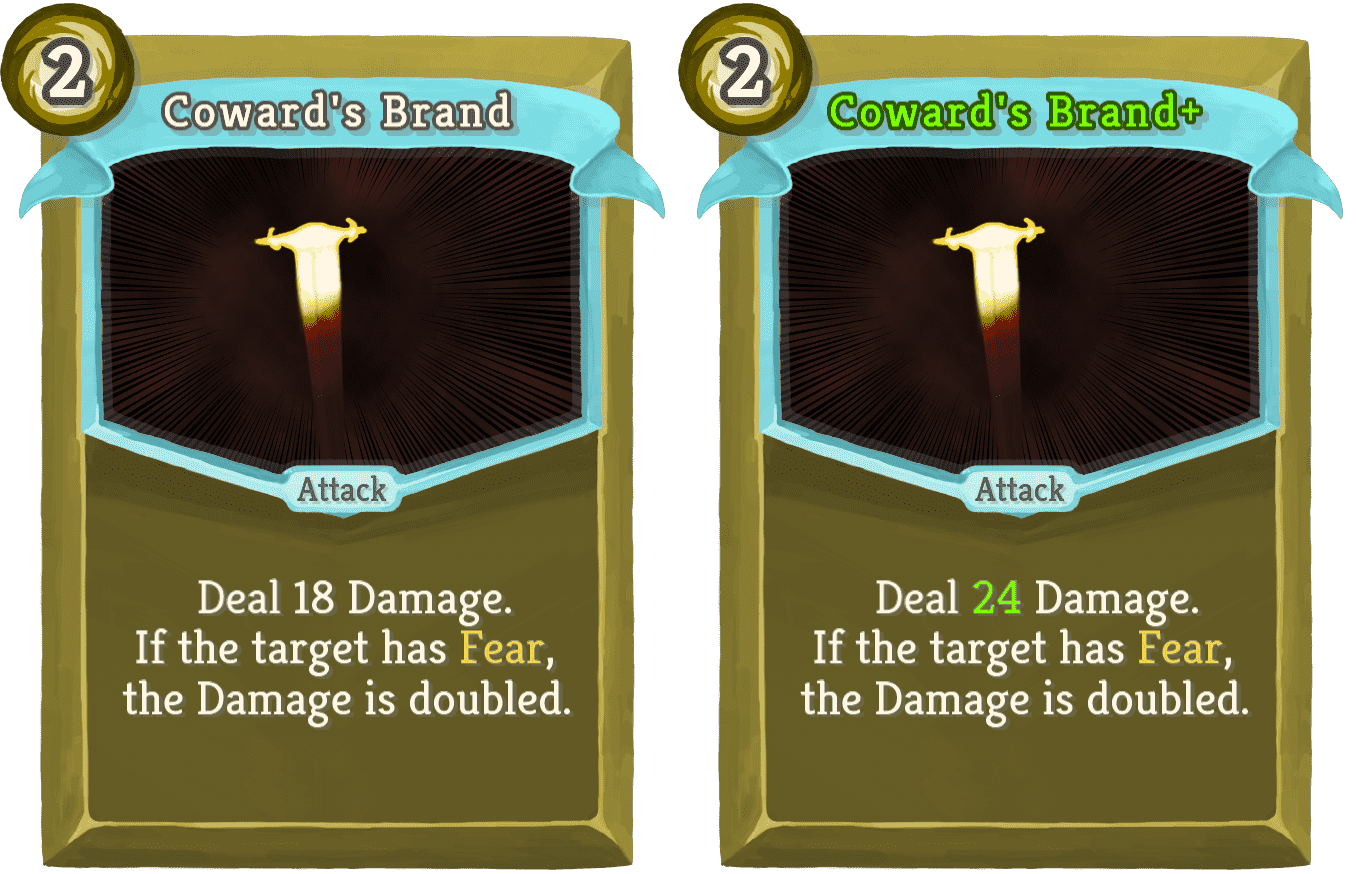 2
Coward's Brand
Attack
Deal 18 Damage.
If the target has Fear,
the Damage is doubled.
2
Coward's Brand+
Attack
Deal 24 Damage.
If the target has Fear,
the Damage is doubled.